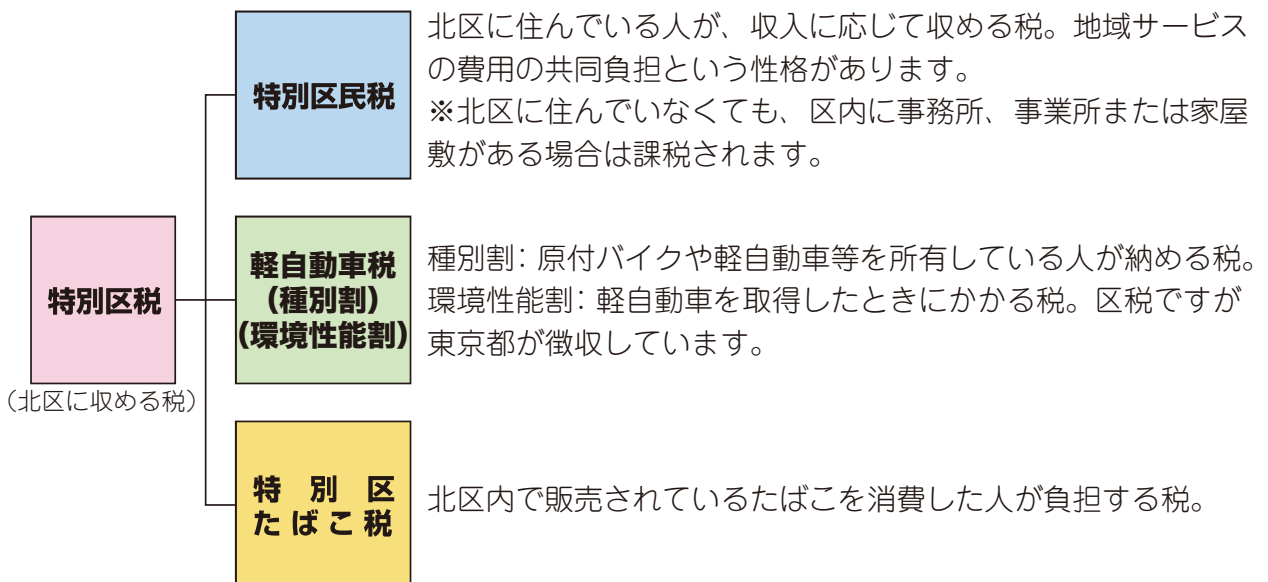 北区に住んでいる人が、収入に応じて収める税。地域サービス
の費用の共同負担という性格があります。
※北区に住んでいなくても、区内に事務所、事業所または家屋
敷がある場合は課税されます。
特別区民税
特別区税
(北区に収める税)
軽自動車税
(種別割)
(環境性能割)
種別割：原付バイクや軽自動車等を所有している人が納める税。
環境性能割：軽自動車を取得したときにかかる税。区税ですが
東京都が徴収しています。
特別区
たばこ税
北区内で販売されているたばこを消費した人が負担する税。